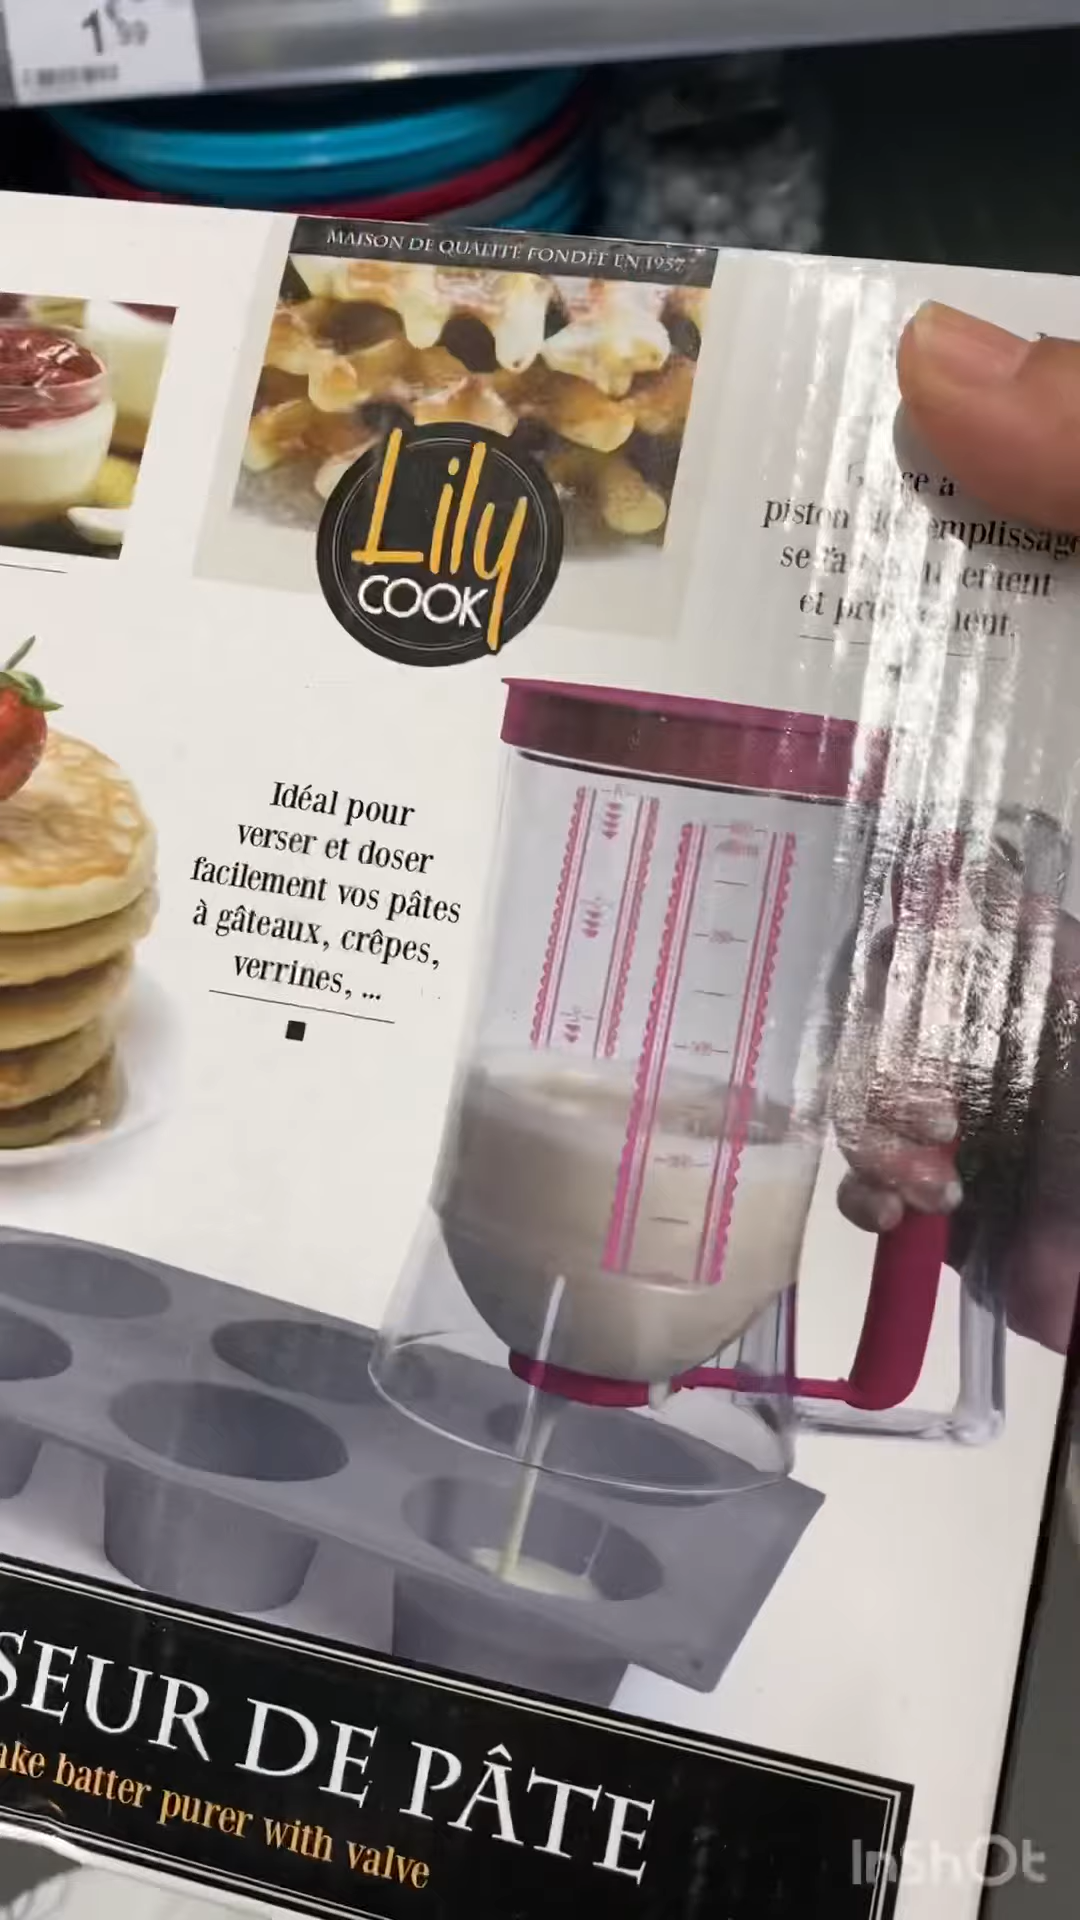 MAISON DE QUALITÉ FONDÉE EN 1957
Lily
COOK
piston
et
Idéal pour
verser et doser
facilement vos pâtes
à gâteaux, crêpes,
verrines, ...
SEUR DE PÂTE
ake batter purer with valve
InShOt